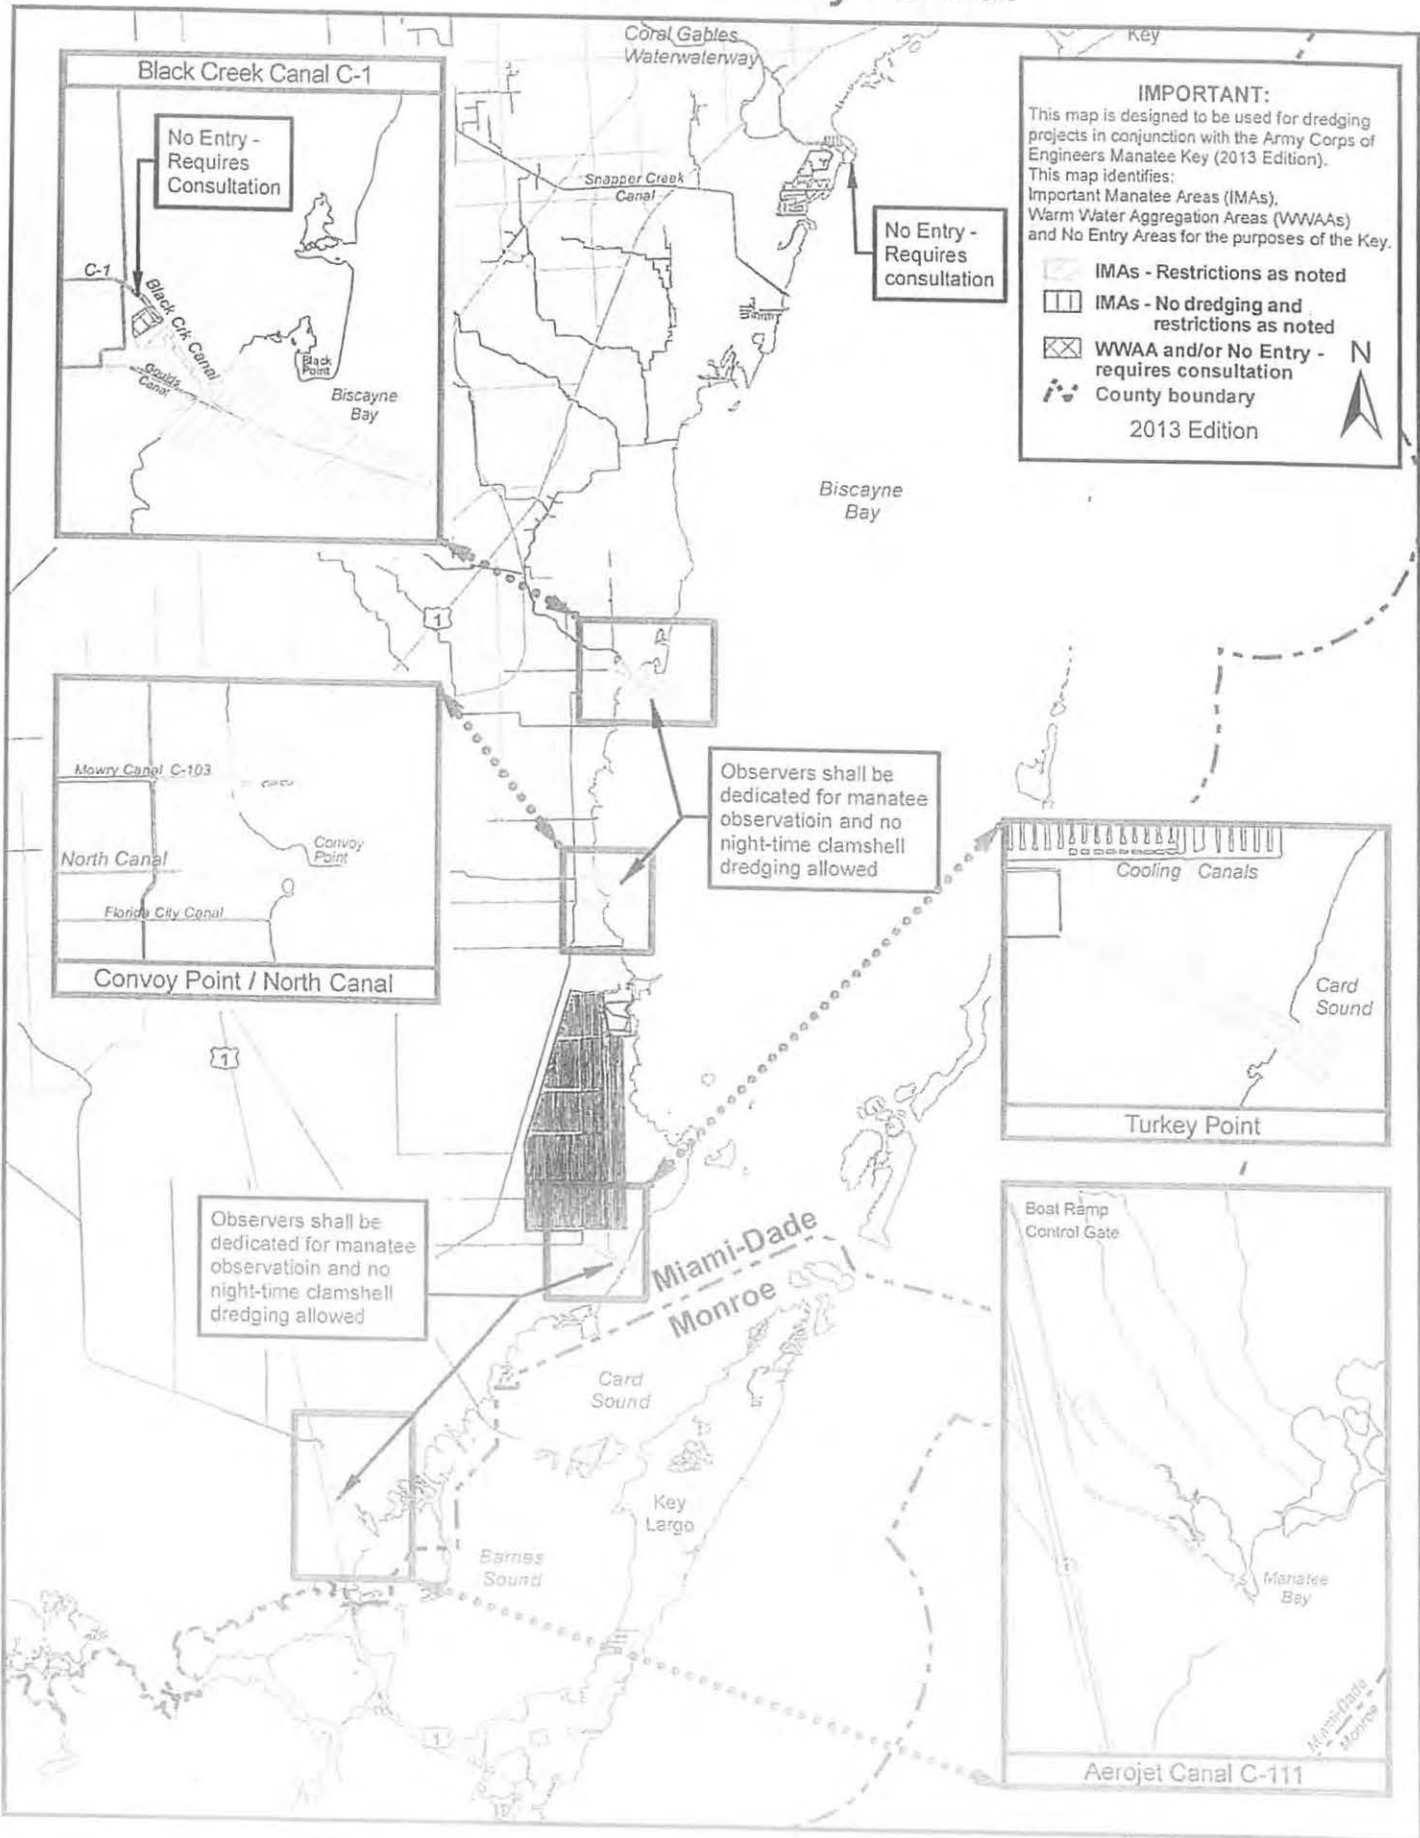 Black Creek Canal C-1
No Entry -
Requires
Consultation
C-1
Black Crk Canal
Goulds
Canal
Black
Point
Biscayne
Bay
Coral Gables
Waterwaterway
Key
Snapper Creek
Canal
No Entry -
Requires
consultation
IMPORTANT:
This map is designed to be used for dredging
projects in conjunction with the Army Corps of
Engineers Manatee Key (2013 Edition).
This map identifies:
Important Manatee Areas (IMAs),
Warm Water Aggregation Areas (WWAAs)
and No Entry Areas for the purposes of the Key.
IMAs - Restrictions as noted
IMAs - No dredging and
restrictions as noted
WWAA and/or No Entry -
requires consultation
County boundary
N
2013 Edition
Biscayne
Bay
1
Mowry Canal C-103
North Canal
Convoy
Point
Florida City Canal
Convoy Point / North Canal
Observers shall be
dedicated for manatee
observatioin and no
night-time clamshell
dredging allowed
Cooling Canals
Card
Sound
Turkey Point
1
Observers shall be
dedicated for manatee
observatioin and no
night-time clamshell
dredging allowed
Miami-Dade
Monroe
Card
Sound
Key
Largo
Barnes
Sound
1
Boat Ramp
Control Gate
Manatee
Bay
Miami-Dade
Monroe
Aerojet Canal C-111